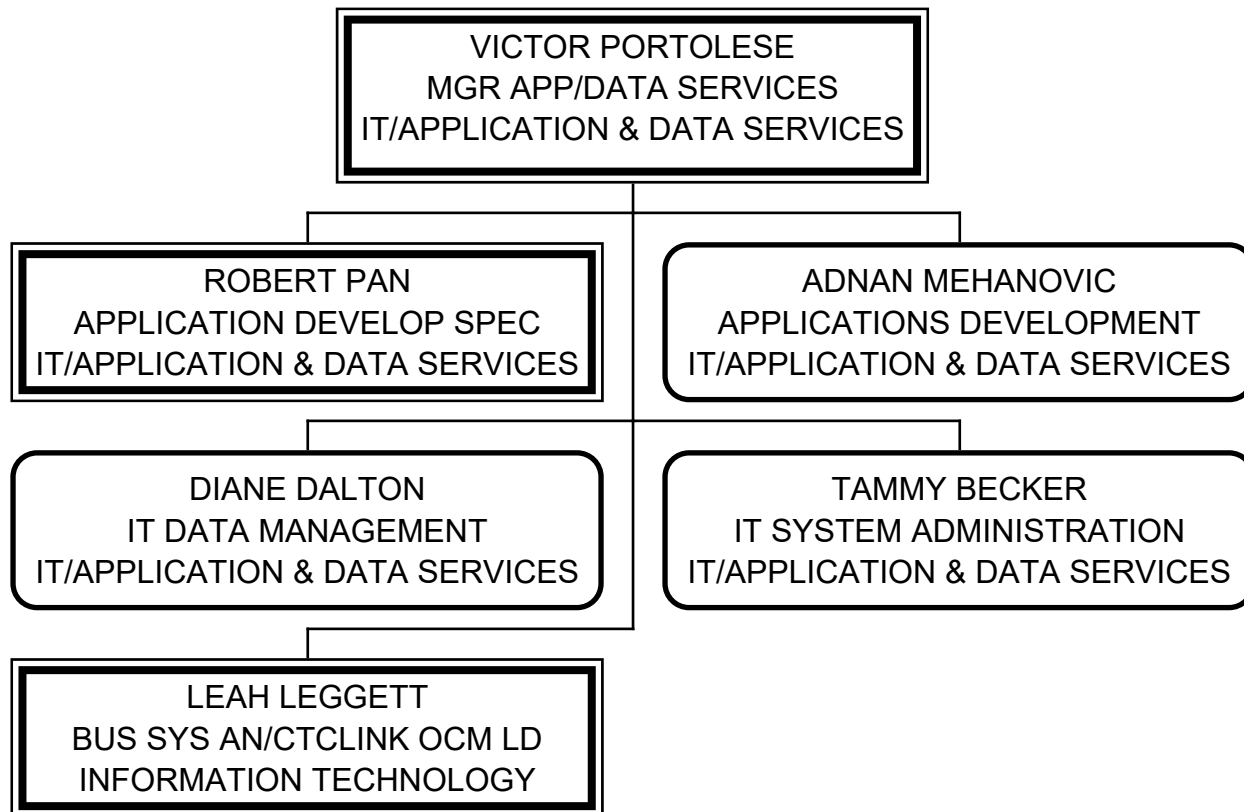 VICTOR PORTOLESE
MGR APP/DATA SERVICES
IT/APPLICATION & DATA SERVICES
ROBERT PAN
APPLICATION DEVELOP SPEC
IT/APPLICATION & DATA SERVICES
ADNAN MEHANOVIC
APPLICATIONS DEVELOPMENT
IT/APPLICATION & DATA SERVICES
DIANE DALTON
IT DATA MANAGEMENT
IT/APPLICATION & DATA SERVICES
TAMMY BECKER
IT SYSTEM ADMINISTRATION
IT/APPLICATION & DATA SERVICES
LEAH LEGGETT
BUS SYS AN/CTCLINK OCM LD
INFORMATION TECHNOLOGY